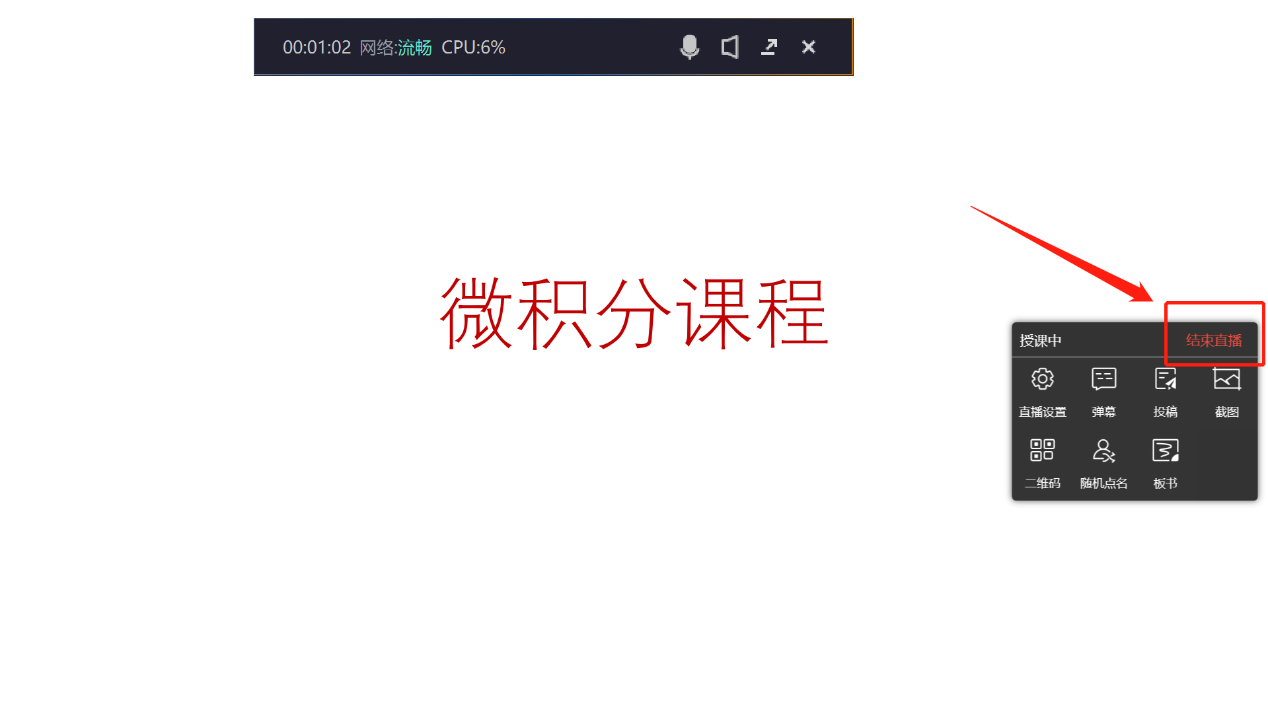 00:01:02 网络:流畅 CPU:6%
微积分课程
授课中 结束直播
直播设置 弹幕 投稿 截图
二维码 随机点名 板书